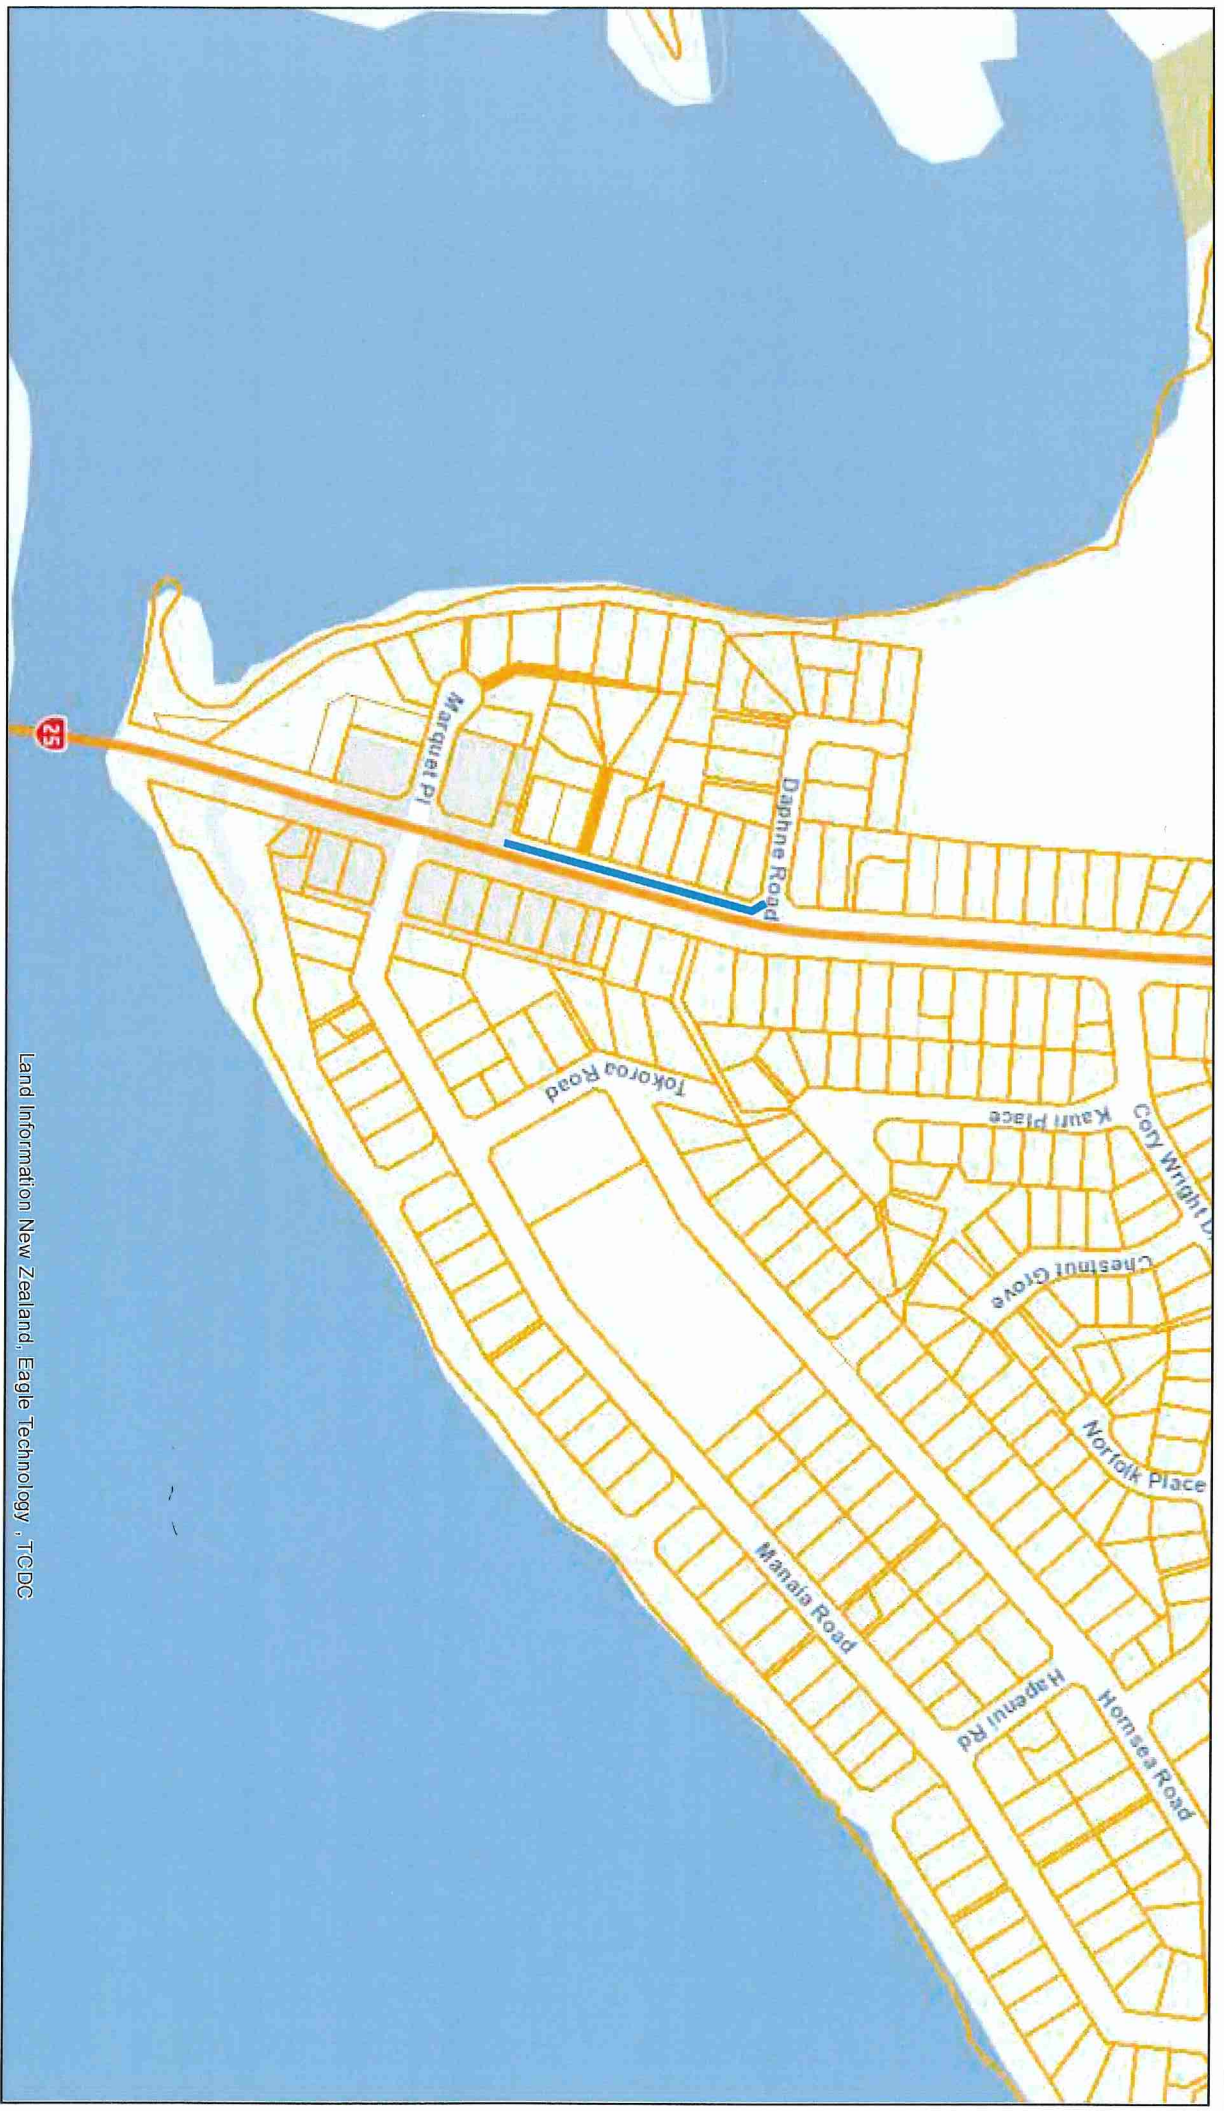 25
Marquet Pl
Daphne Road
Tokoroa Road
Kauri Place
Cory Wright D
Chestnut Grove
Norfolk Place
Manaia Road
Hapenui Rd
Hornsea Road
Land Information New Zealand, Eagle Technology , TCDC